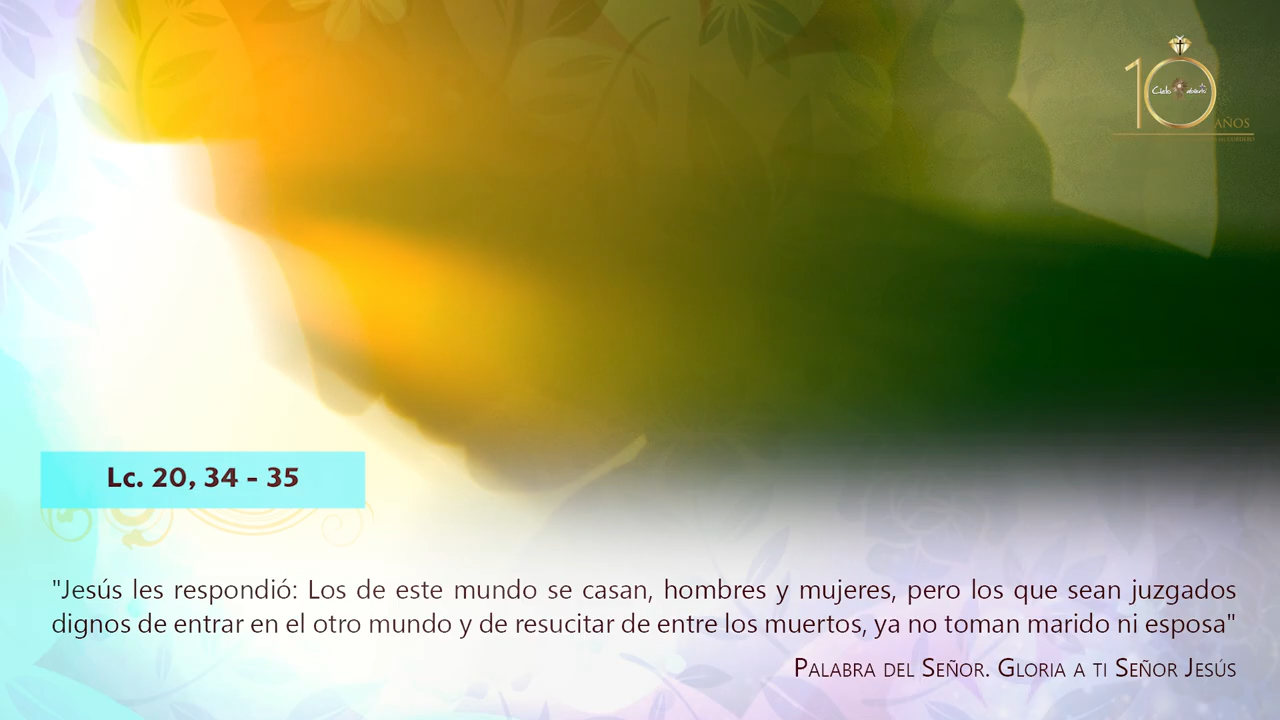 10
Cielo abierto
AÑOS
Lc. 20, 34 - 35
"Jesús les respondió: Los de este mundo se casan, hombres y mujeres, pero los que sean juzgados
dignos de entrar en el otro mundo y de resucitar de entre los muertos, ya no toman marido ni esposa"
PALABRA DEL SEÑOR. GLORIA A TI SEÑOR JESÚS